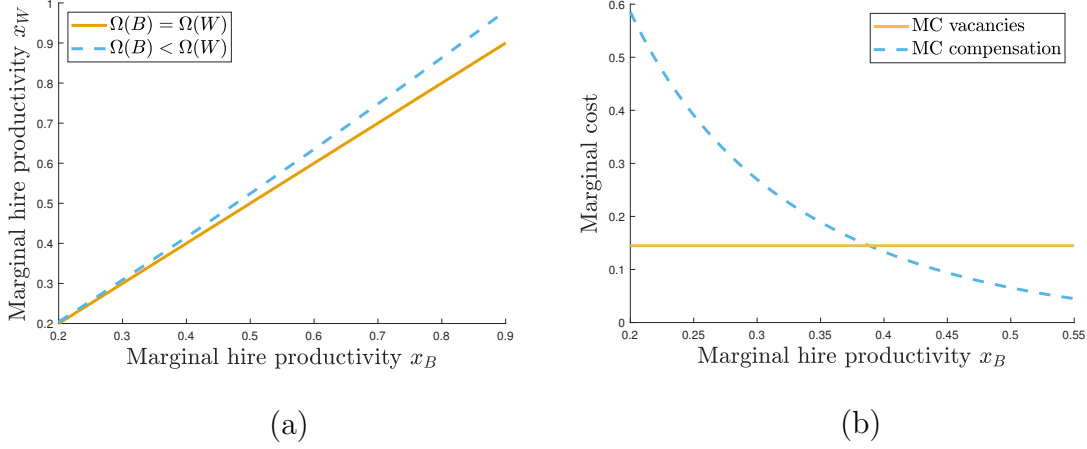 Marginal hire productivity x_W
1
0.9
0.8
0.7
0.6
0.5
0.4
0.3
0.2
Ω(B) = Ω(W)
Ω(B) < Ω(W)
0.2 0.3 0.4 0.5 0.6 0.7 0.8 0.9
Marginal hire productivity x_B
(a)
Marginal cost
0.6
0.5
0.4
0.3
0.2
0.1
0
MC vacancies
MC compensation
0.2 0.25 0.3 0.35 0.4 0.45 0.5 0.55
Marginal hire productivity x_B
(b)